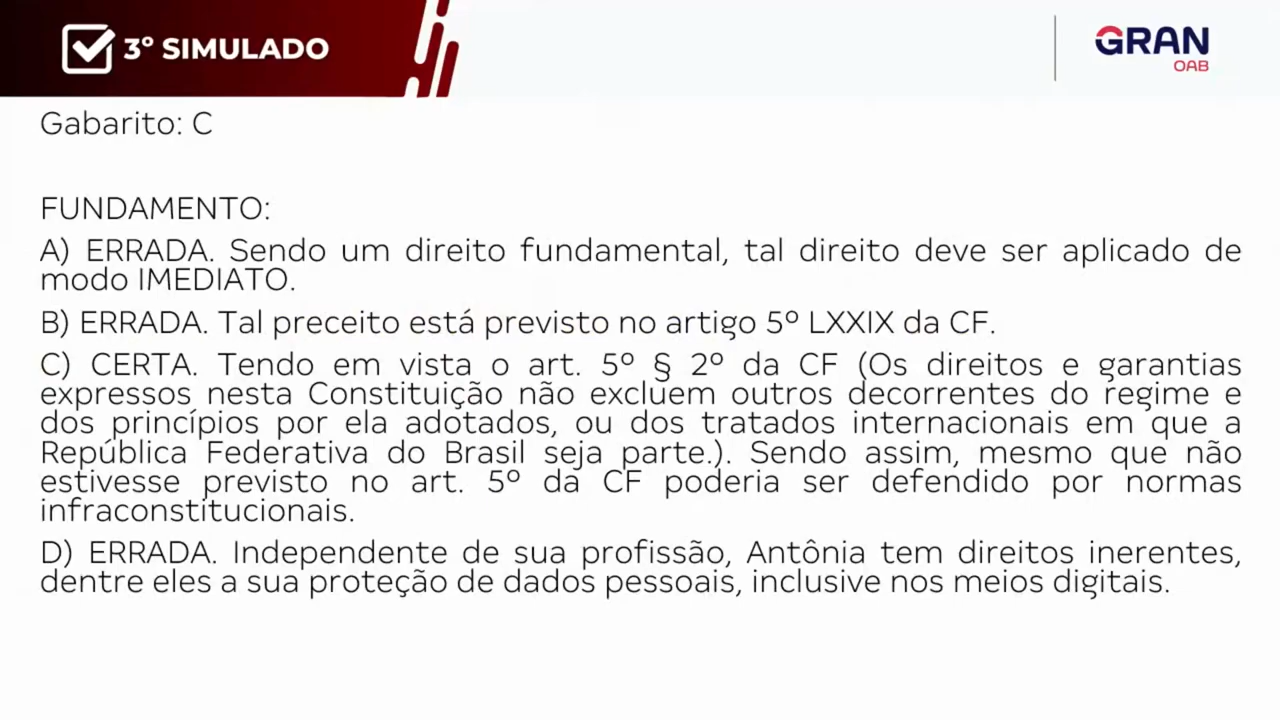 3º SIMULADO
GRAN
OAB
Gabarito: C
FUNDAMENTO:
A) ERRADA. Sendo um direito fundamental, tal direito deve ser aplicado de
modo IMEDIATO.
B) ERRADA. Tal preceito está previsto no artigo 5º LXXIX da CF.
C) CERTA. Tendo em vista o art. 5º § 2º da CF (Os direitos e garantias
expressos nesta Constituição não excluem outros decorrentes do regime e
dos princípios por ela adotados, ou dos tratados internacionais em que a
República Federativa do Brasil seja parte.). Sendo assim, mesmo que não
estivesse previsto no art. 5º da CF poderia ser defendido por normas
infraconstitucionais.
D) ERRADA. Independente de sua profissão, Antônia tem direitos inerentes,
dentre eles a sua proteção de dados pessoais, inclusive nos meios digitais.